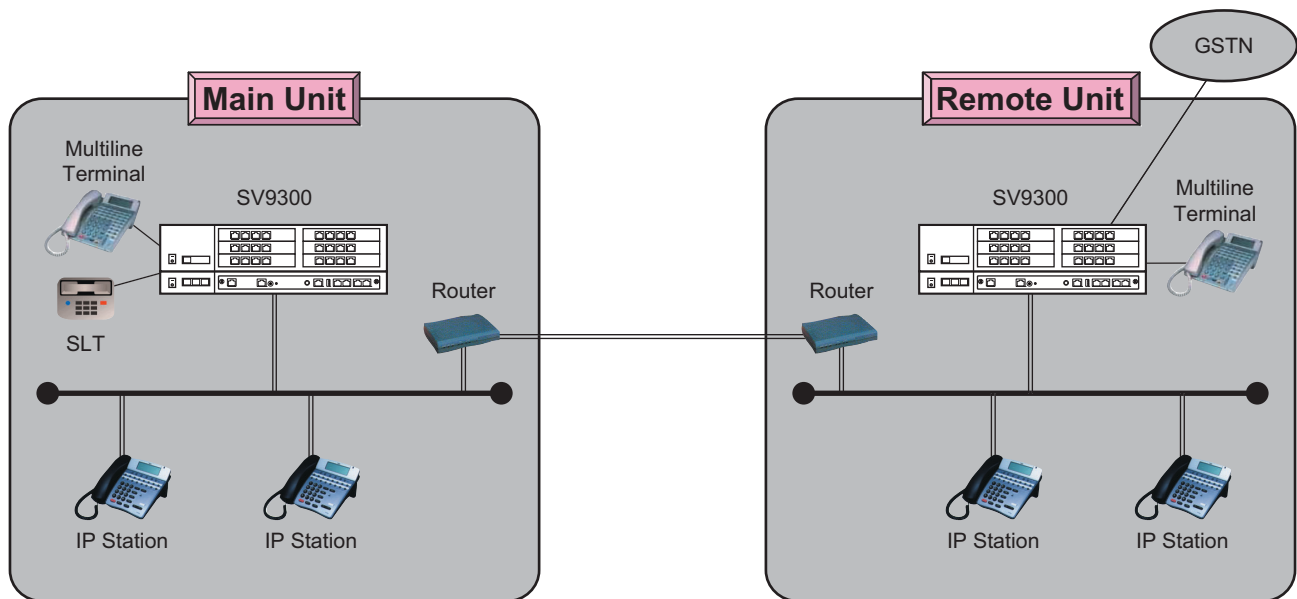 GSTN
Main Unit
Remote Unit
Multiline
Terminal
SV9300
SLT
Router
IP Station
IP Station
SV9300
Multiline
Terminal
Router
IP Station
IP Station